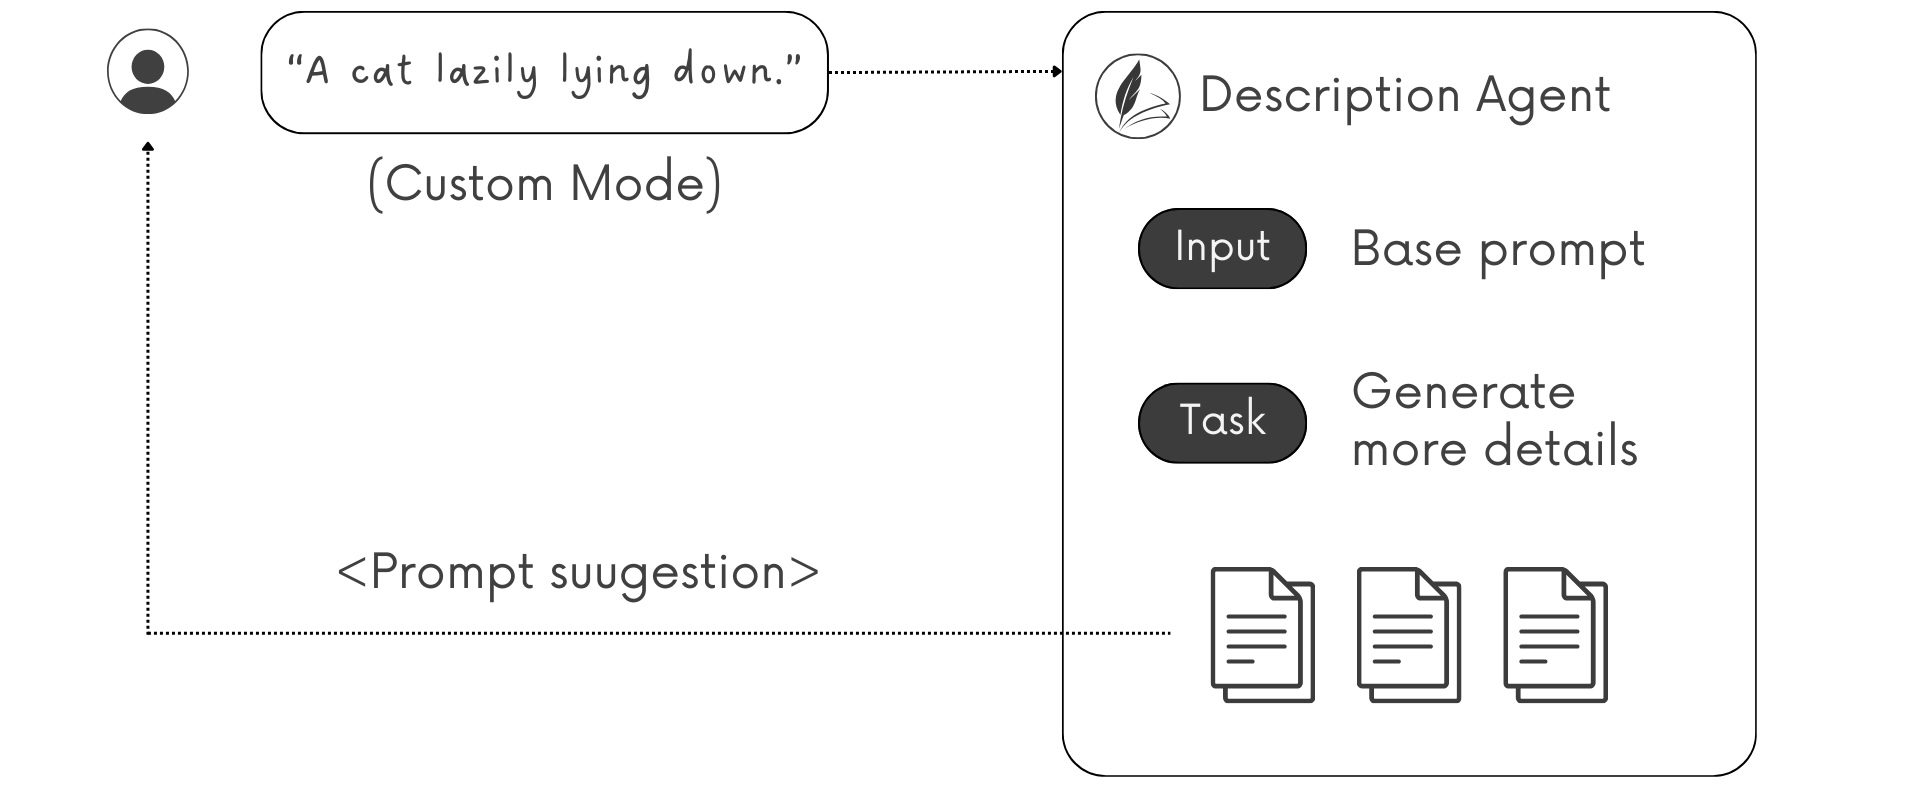 “A cat lazily lying down.”
(Custom Mode)
Description Agent
Input
Base prompt
Task
Generate
more details
<Prompt suugestion>